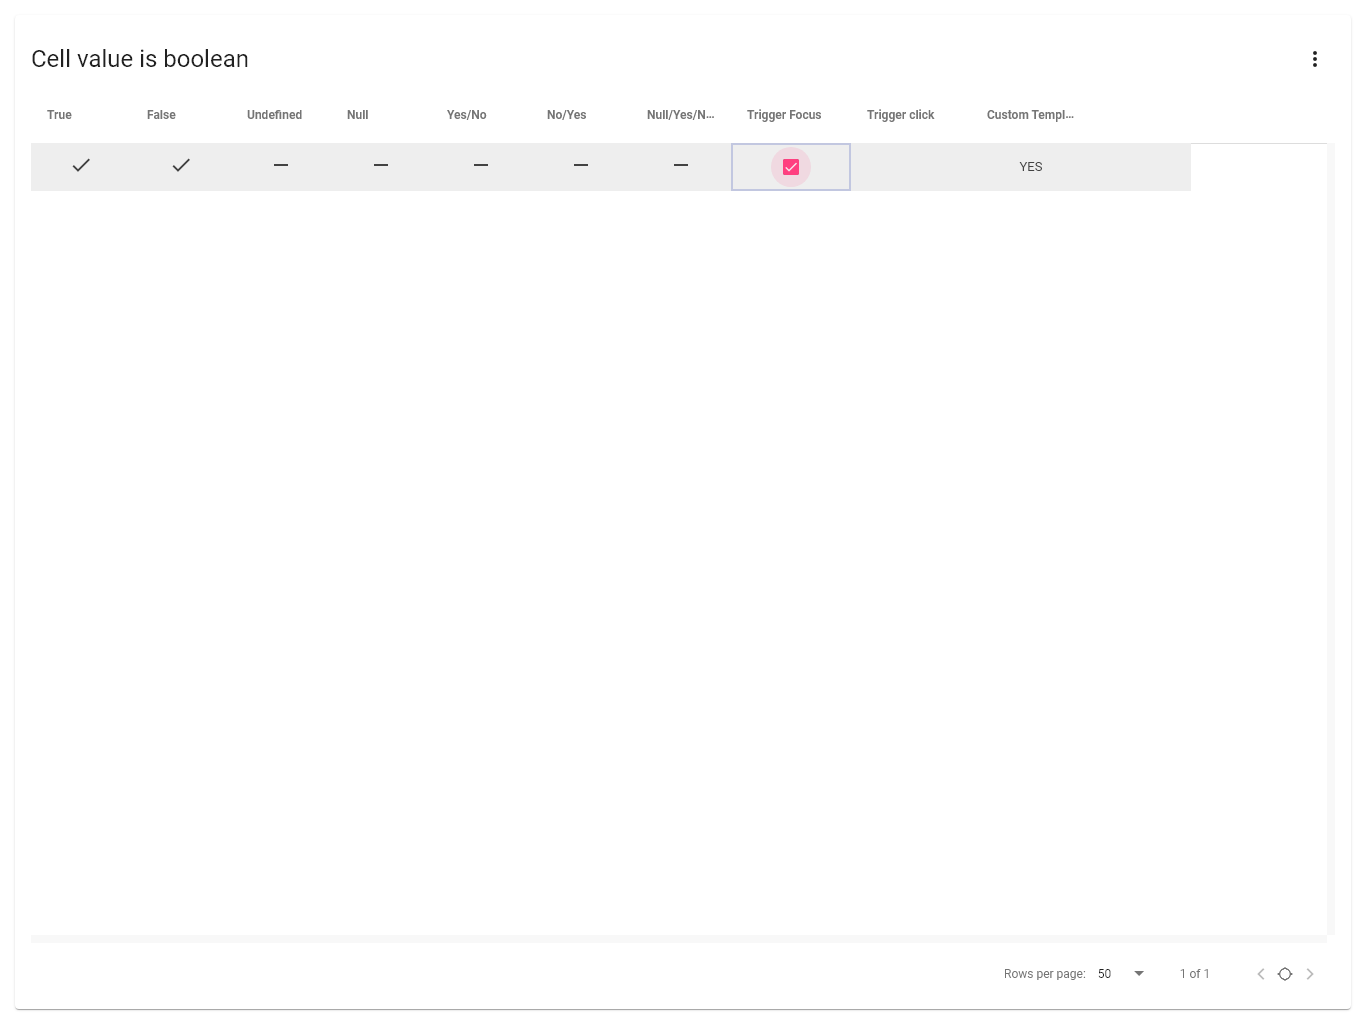 Cell value is boolean
True False Undefined Null Yes/No No/Yes Null/Yes/N... Trigger Focus Trigger click Custom Templ...
YES
Rows per page: 50 1 of 1